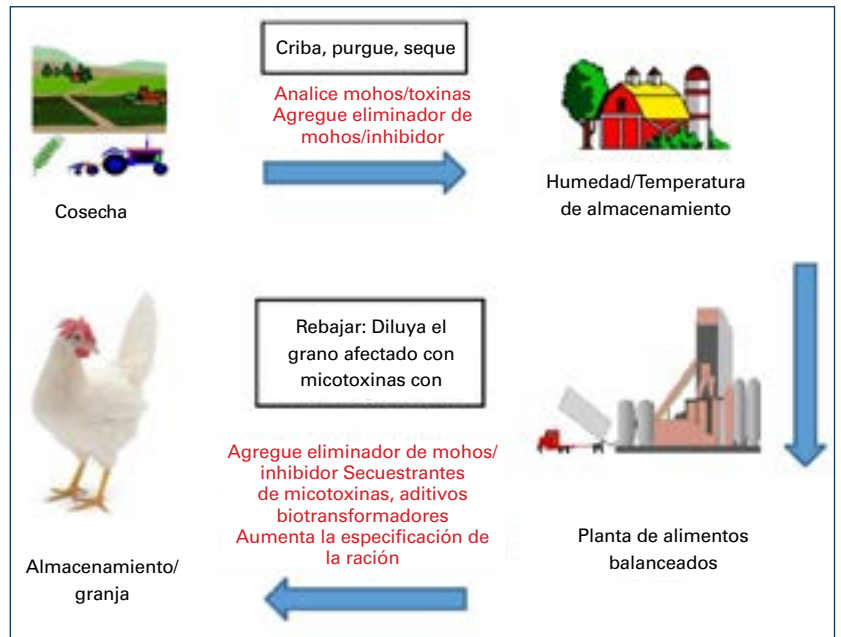 Criba, purgue, seque
Analice mohos/toxinas
Agregue eliminador de
mohos/inhibidor
Cosecha
Humedad/Temperatura
de almacenamiento
Rebajar: Diluya el
grano afectado con
micotoxinas con
Agregue eliminador de mohos/
inhibidor Secuestrantes
de micotoxinas, aditivos
biotransformadores
Aumenta la especificación de
la ración
Planta de alimentos
balanceados
Almacenamiento/
granja